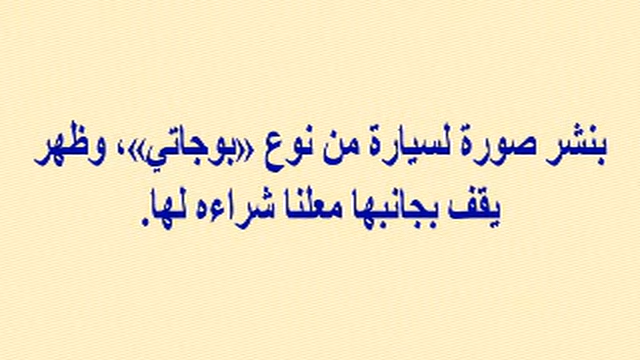 بنشر صورة لسيارة من نوع «بوجاتي»، وظهر
يقف بجانبها معلنا شراءه لها.